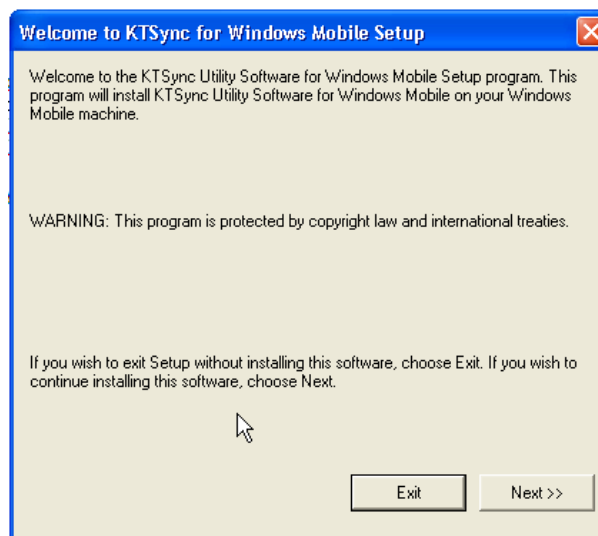 Welcome to KTSync for Windows Mobile Setup
Welcome to the KTSync Utility Software for Windows Mobile Setup program. This
program will install KTSync Utility Software for Windows Mobile on your Windows
Mobile machine.
WARNING: This program is protected by copyright law and international treaties.
If you wish to exit Setup without installing this software, choose Exit. If you wish to
continue installing this software, choose Next.
Exit Next >>